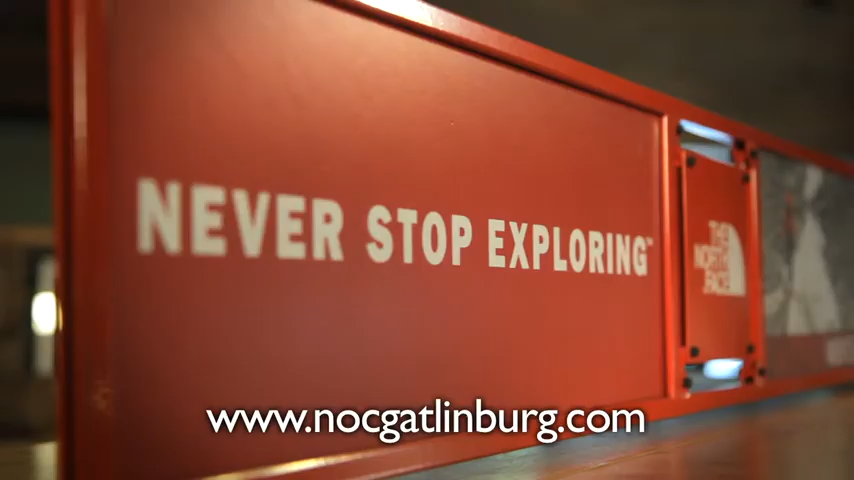 NEVER STOP EXPLORING™
THE
NORTH
FACE
www.nocgatlinburg.com